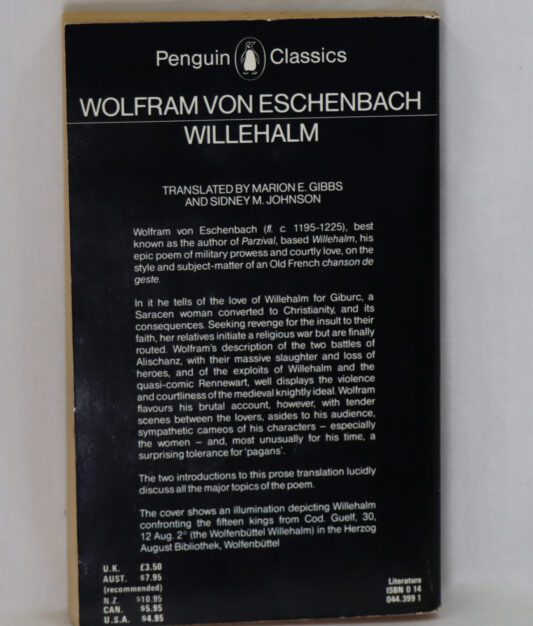 Penguin Classics
WOLFRAM VON ESCHENBACH
WILLEHALM
TRANSLATED BY MARION E. GIBBS
AND SIDNEY M. JOHNSON
Wolfram von Eschenbach (fl. c. 1195-1225), best
known as the author of Parzival, based Willehalm, his
epic poem of military prowess and courtly love, on the
style and subject-matter of an Old French chanson de
geste.
In it he tells of the love of Willehalm for Giburc, a
Saracen woman converted to Christianity, and its
consequences. Seeking revenge for the insult to their
faith, her relatives initiate a religious war but are finally
routed. Wolfram's description of the two battles of
Alischanz, with their massive slaughter and loss of
heroes, and of the exploits of Willehalm and the
quasi-comic Rennewart, well displays the violence
and courtliness of the medieval knightly ideal. Wolfram
flavours his brutal account, however, with tender
scenes between the lovers, asides to his audience,
sympathetic cameos of his characters – especially
the women – and, most unusually for his time, a
surprising tolerance for 'pagans'.
The two introductions to this prose translation lucidly
discuss all the major topics of the poem.
The cover shows an illumination depicting Willehalm
confronting the fifteen kings from Cod. Guelf, 30,
12 Aug. 2° (the Wolfenbüttel Willehalm) in the Herzog
August Bibliothek, Wolfenbüttel
U.K. £3.50
AUST. $7.95
(recommended)
N.Z. $10.95
CAN. $5.95
U.S.A. $4.95
Literature
ISBN 0 14
044.399 1